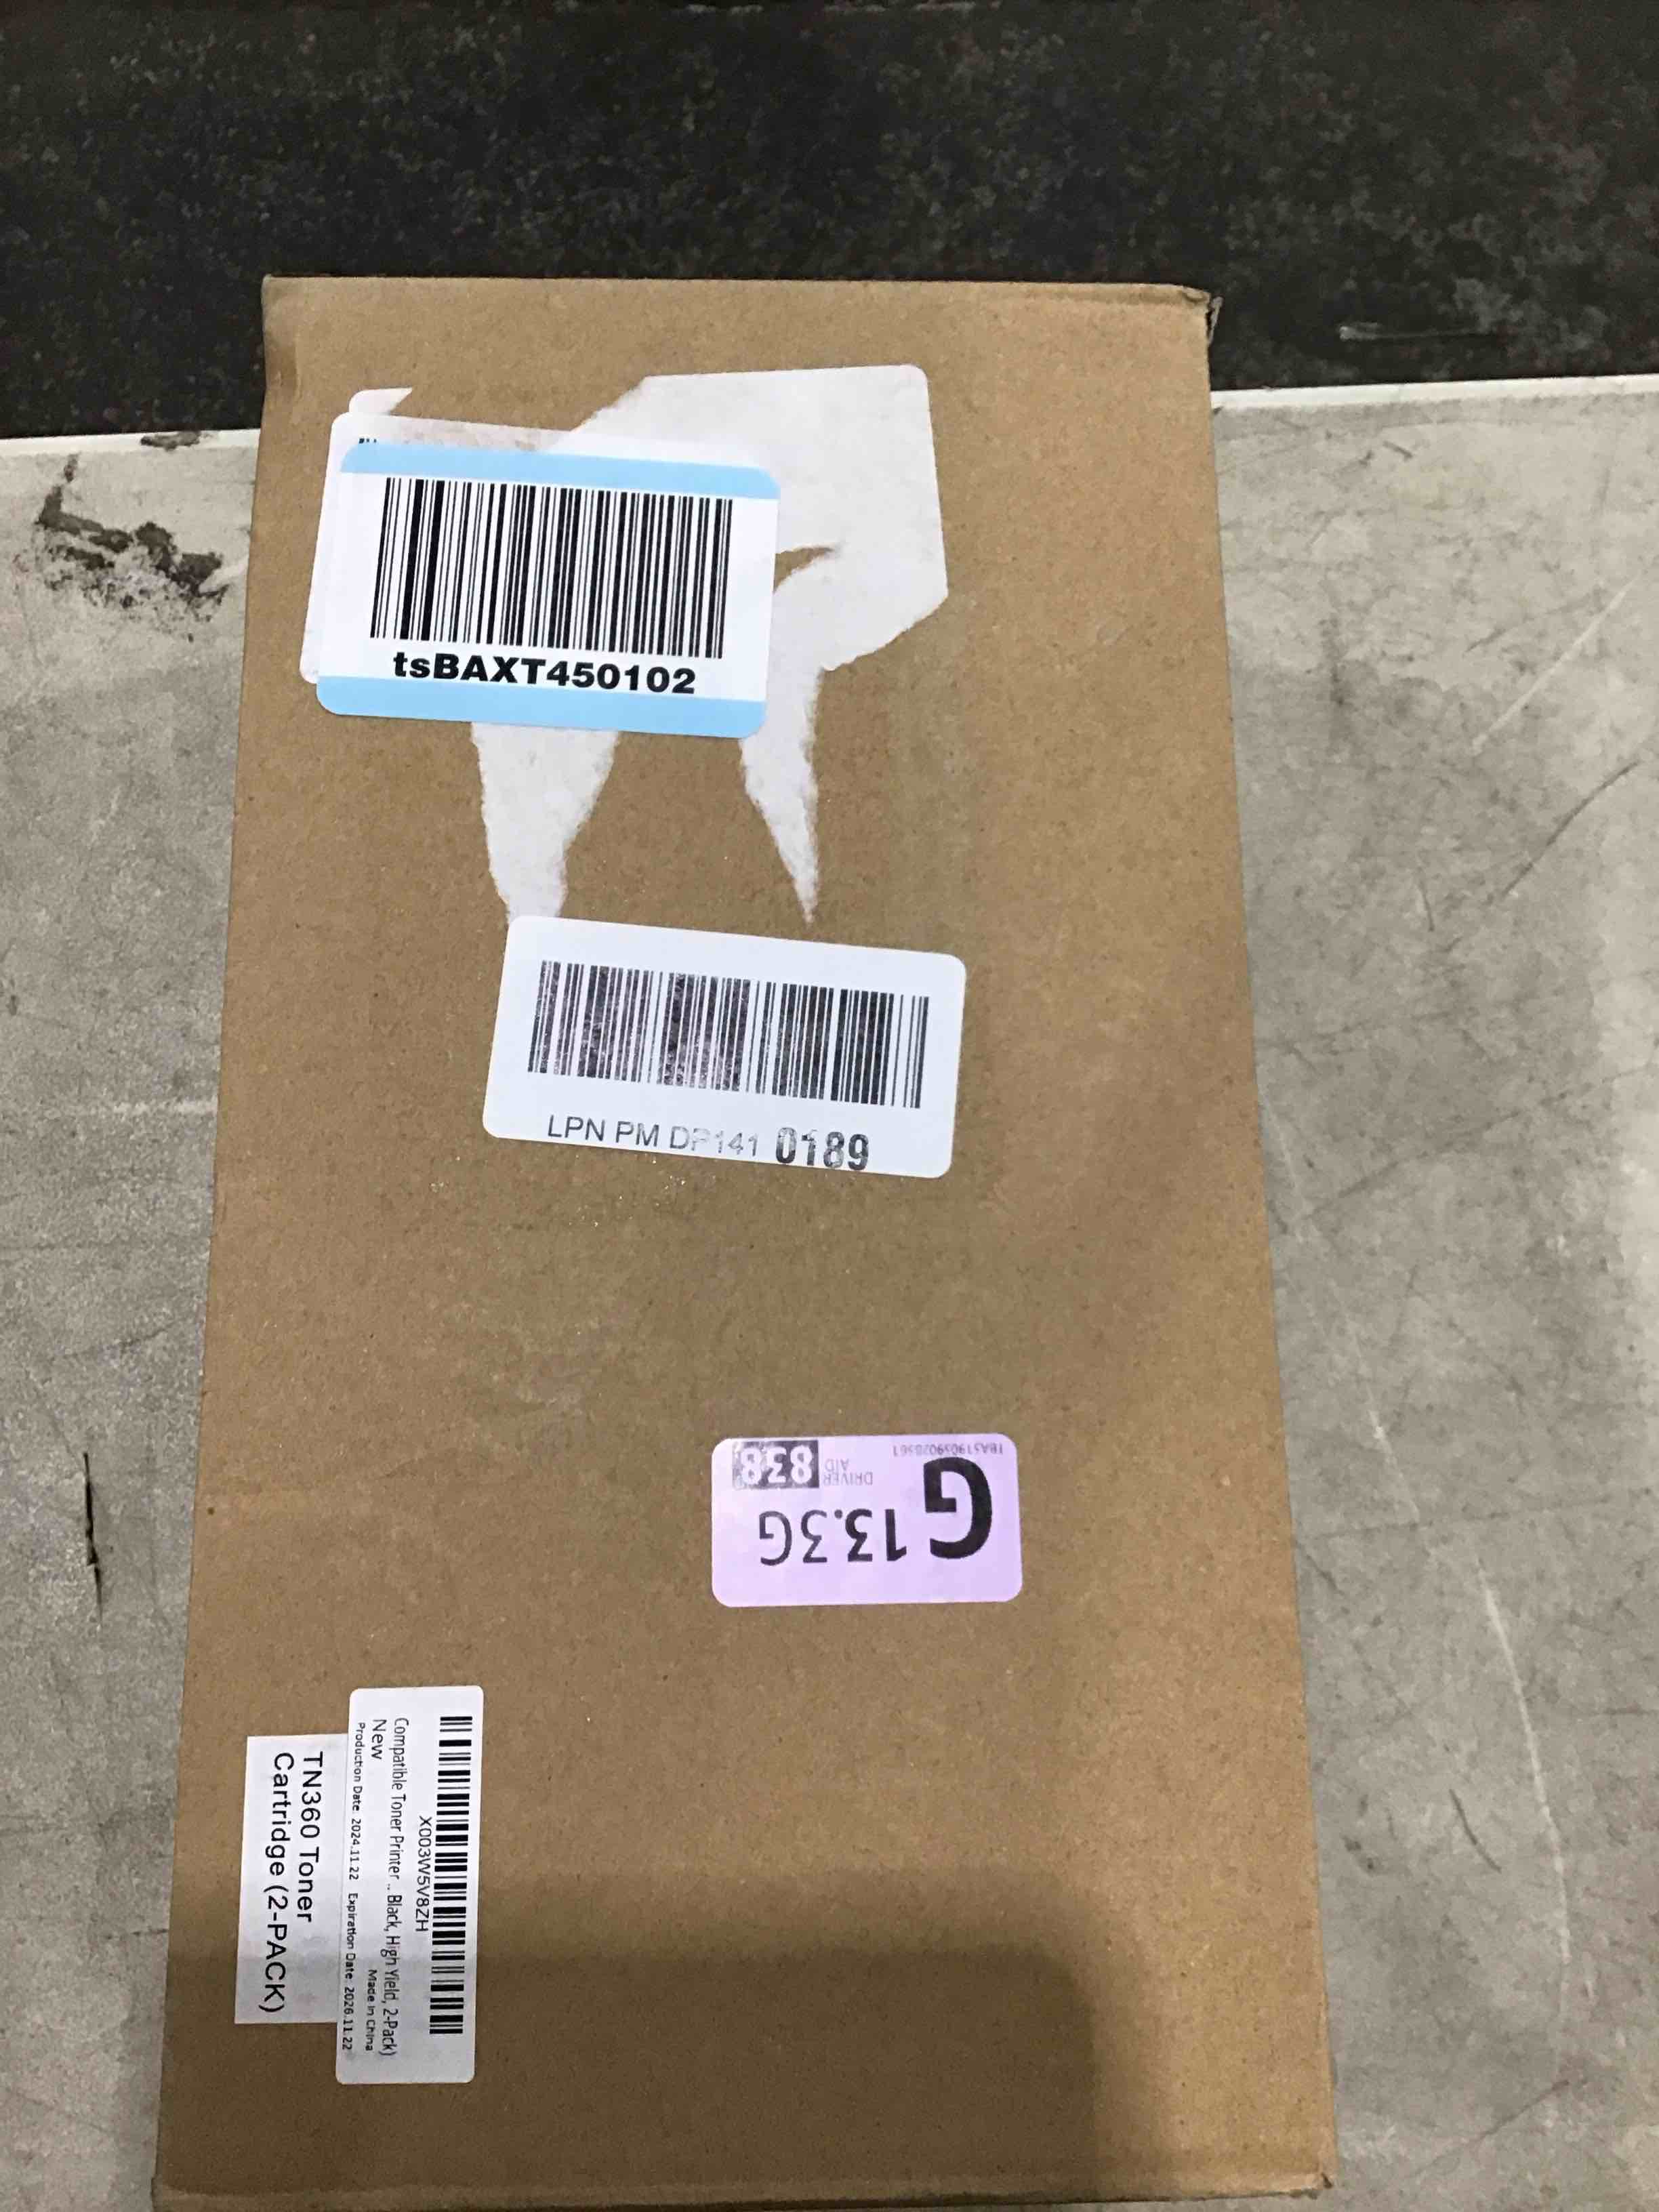 tsBAXT450102
LPN PM DP141 0189
G 13.3G
DRIVER
AID
838
X003W5V8ZH
Compatible Toner Printer .. Black, High Yield, 2-Pack)
New
Made in China
Production Date: 2024.11.22 Expiration Date: 2026.11.22
TN360 Toner
Cartridge (2-PACK)